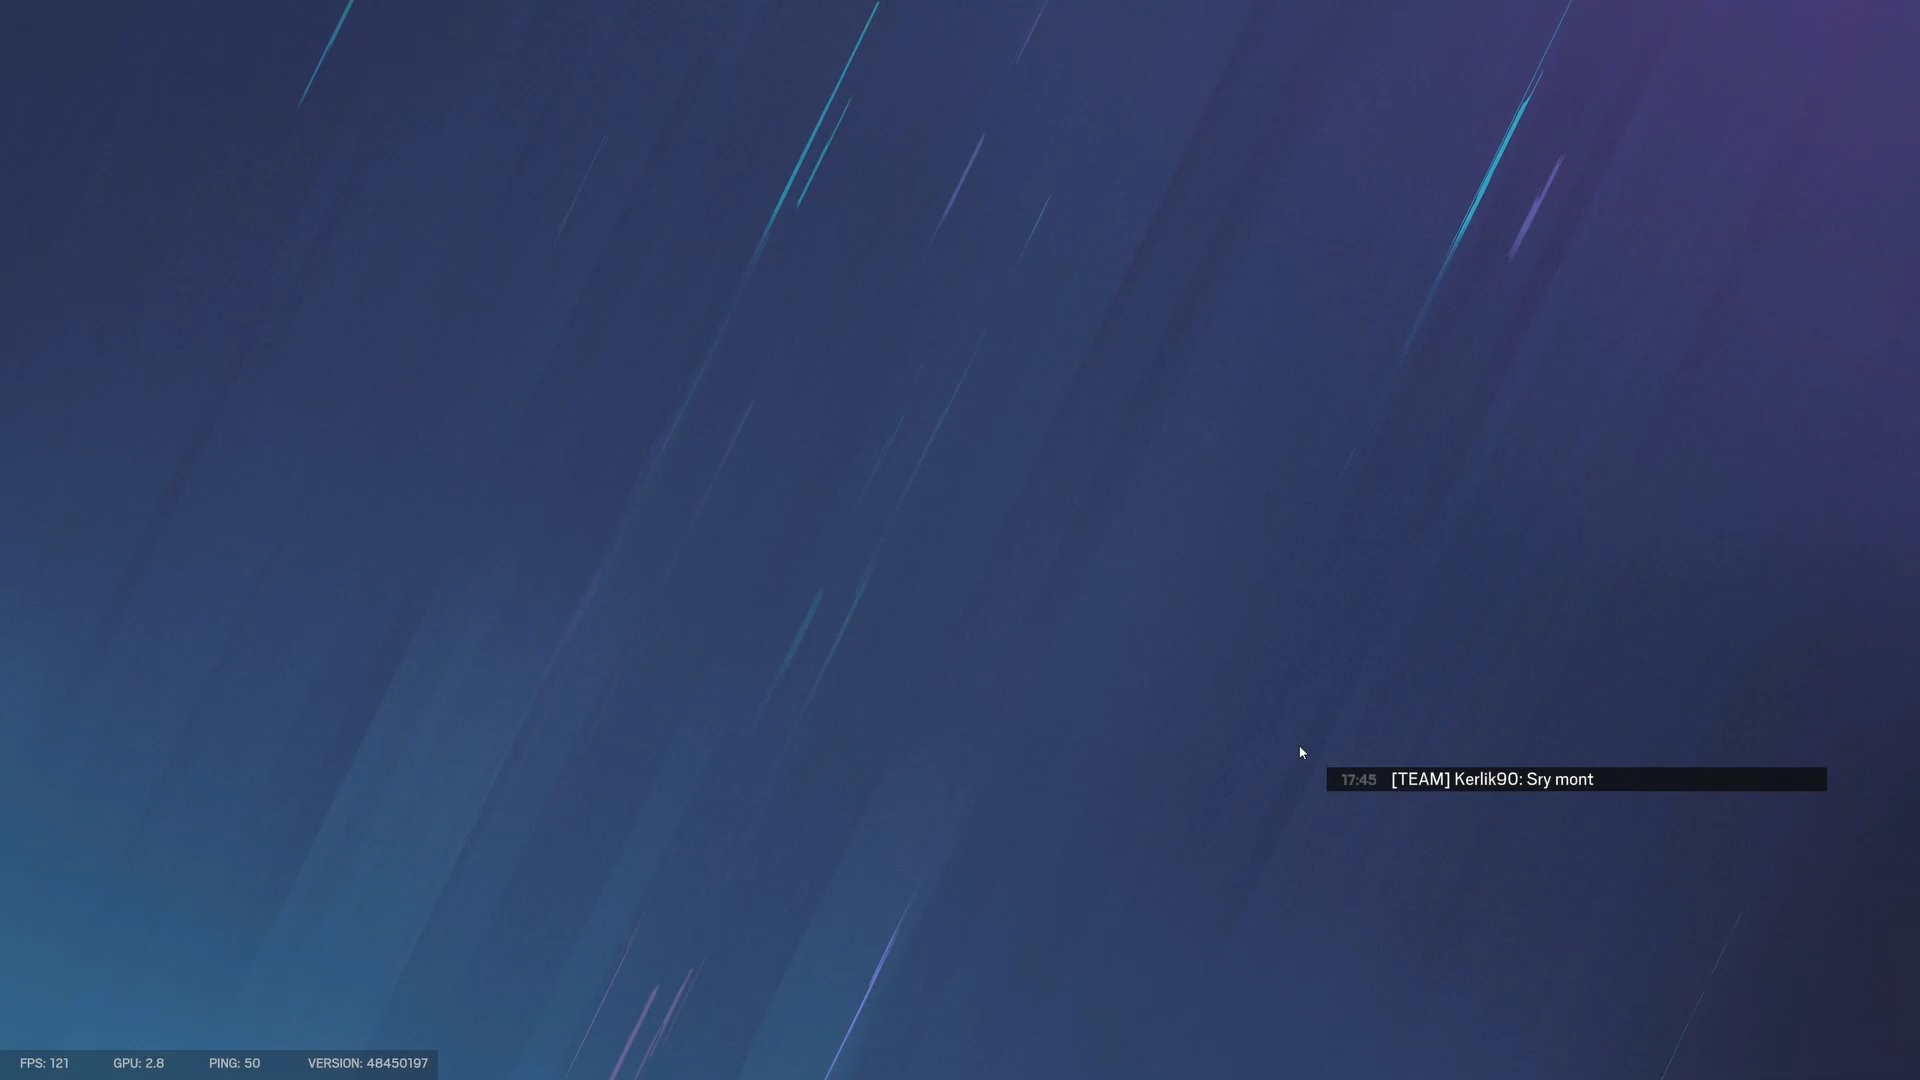 17:45 [TEAM] Kerlik90: Sry mont
FPS: 121 GPU: 2.8 PING: 50 VERSION: 48450197